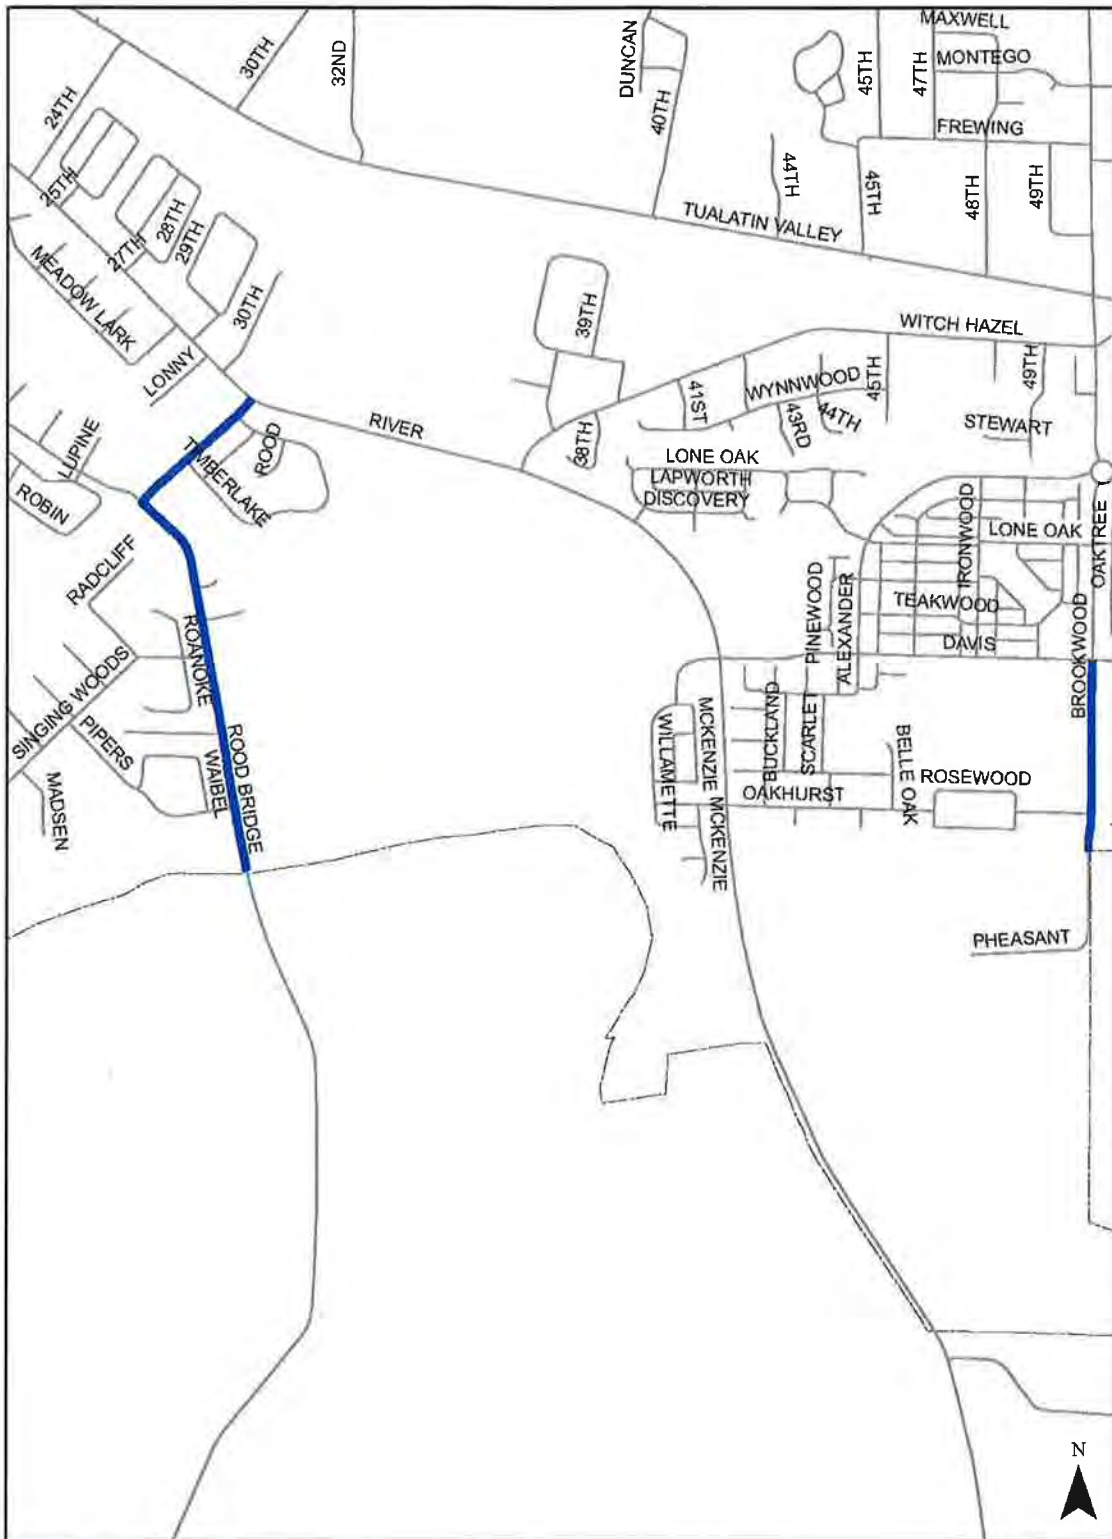 MAXWELL
30TH
32ND
DUNCAN
45TH
47TH
MONTEGO
24TH
40TH
FREWING
25TH
44TH
45TH
48TH
49TH
28TH
27TH
29TH
TUALATIN VALLEY
MEADOW LARK
30TH
39TH
WITCH HAZEL
LONNY
41ST
WYNNWOOD
45TH
49TH
RIVER
43RD
44TH
STEWART
LUPINE
TIMBERLAKE
ROOD
38TH
LONE OAK
LAPWORTH
DISCOVERY
ROBIN
IRONWOOD
LONE OAK
OAKTREE
RADCLIFF
PINEWOOD
ALEXANDER
TEAKWOOD
DAVIS
BROOKWOOD
ROANOKE
SINGING WOODS
PIPERS
WAIBEL
ROOD BRIDGE
MADSEN
WILLAMETTE
MCKENZIE
MCKENZIE
BUCKLAND
SCARLET
OAKHURST
BELLE OAK
ROSEWOOD
PHEASANT
N